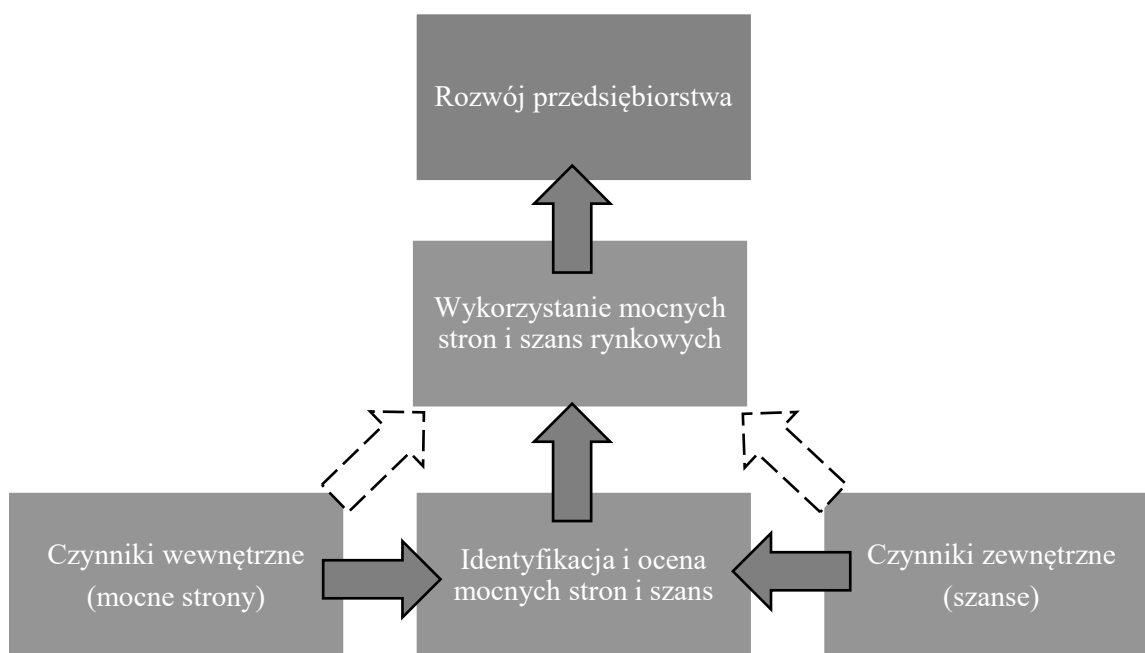 Rozwój przedsiębiorstwa
Wykorzystanie mocnych
stron i szans rynkowych
Czynniki wewnętrzne
(mocne strony)
Identyfikacja i ocena
mocnych stron i szans
Czynniki zewnętrzne
(szanse)